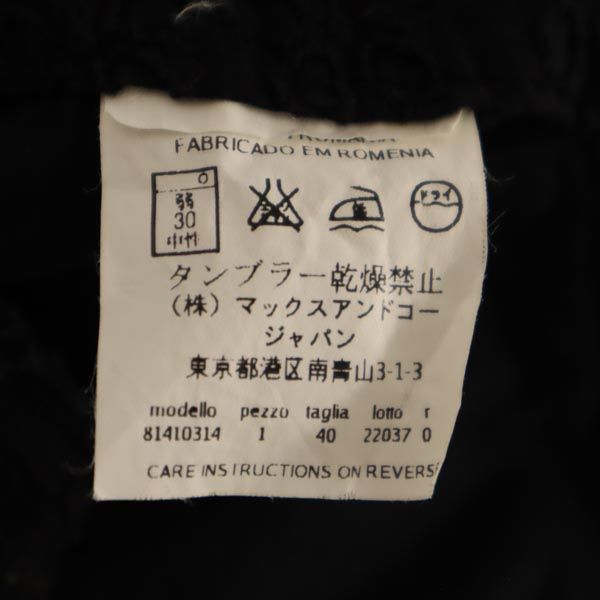 FABRICADO EM ROMENIA
弱
30
中性
低
ドライ
タンブラー乾燥禁止
(株) マックスアンドコー
ジャパン
東京都港区南青山3-1-3
modello pezzo taglia lotto r
81410314 1 40 22037 0
CARE INSTRUCTIONS ON REVERSE